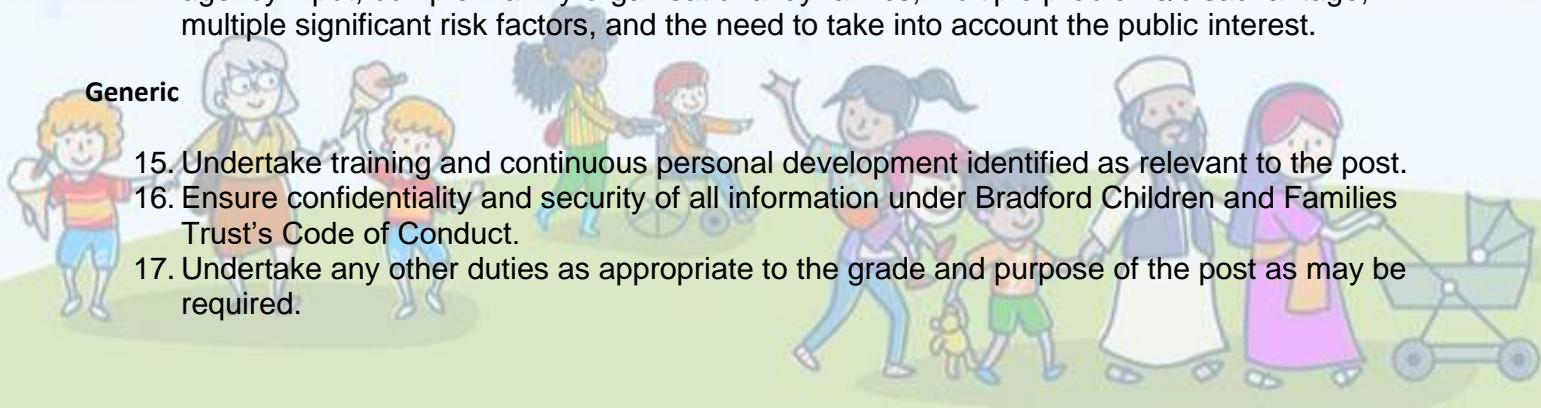 multiple significant risk factors, and the need to take into account the public interest.
Generic
15. Undertake training and continuous personal development identified as relevant to the post.
16. Ensure confidentiality and security of all information under Bradford Children and Families
Trust's Code of Conduct.
17. Undertake any other duties as appropriate to the grade and purpose of the post as may be
required.